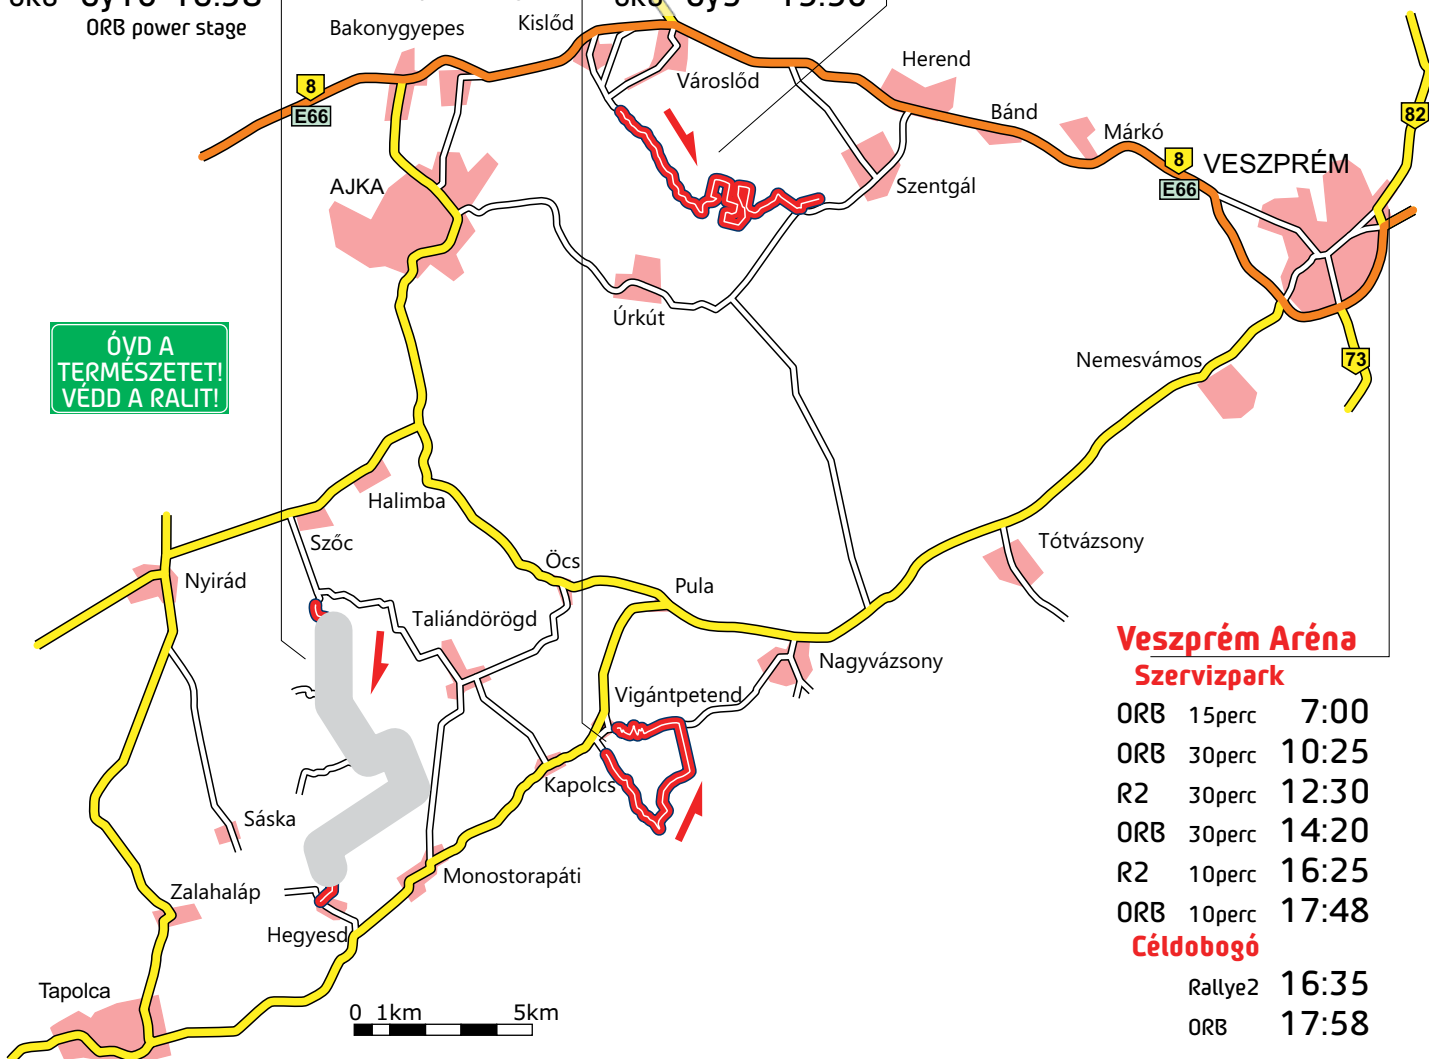 ORB power stage
Bakonygyepes
Kislőd
Városlőd
Herend
Bánd
Márkó
8
E66
82
8
E66
VESZPRÉM
AJKA
Szentgál
Úrkút
ÓVD A
TERMÉSZETET!
VÉDD A RALIT!
Nemesvámos
73
Halimba
Szőc
Öcs
Tótvázsony
Nyirád
Pula
Taliándörögd
Nagyvázsony
Vigántpetend
Kapolcs
Sáska
Monostorapáti
Zalahaláp
Hegyesd
Tapolca
0 1km 5km
Veszprém Aréna
Szervizpark
ORB 15perc 7:00
ORB 30perc 10:25
R2 30perc 12:30
ORB 30perc 14:20
R2 10perc 16:25
ORB 10perc 17:48
Céldobogó
Rallye2 16:35
ORB 17:58